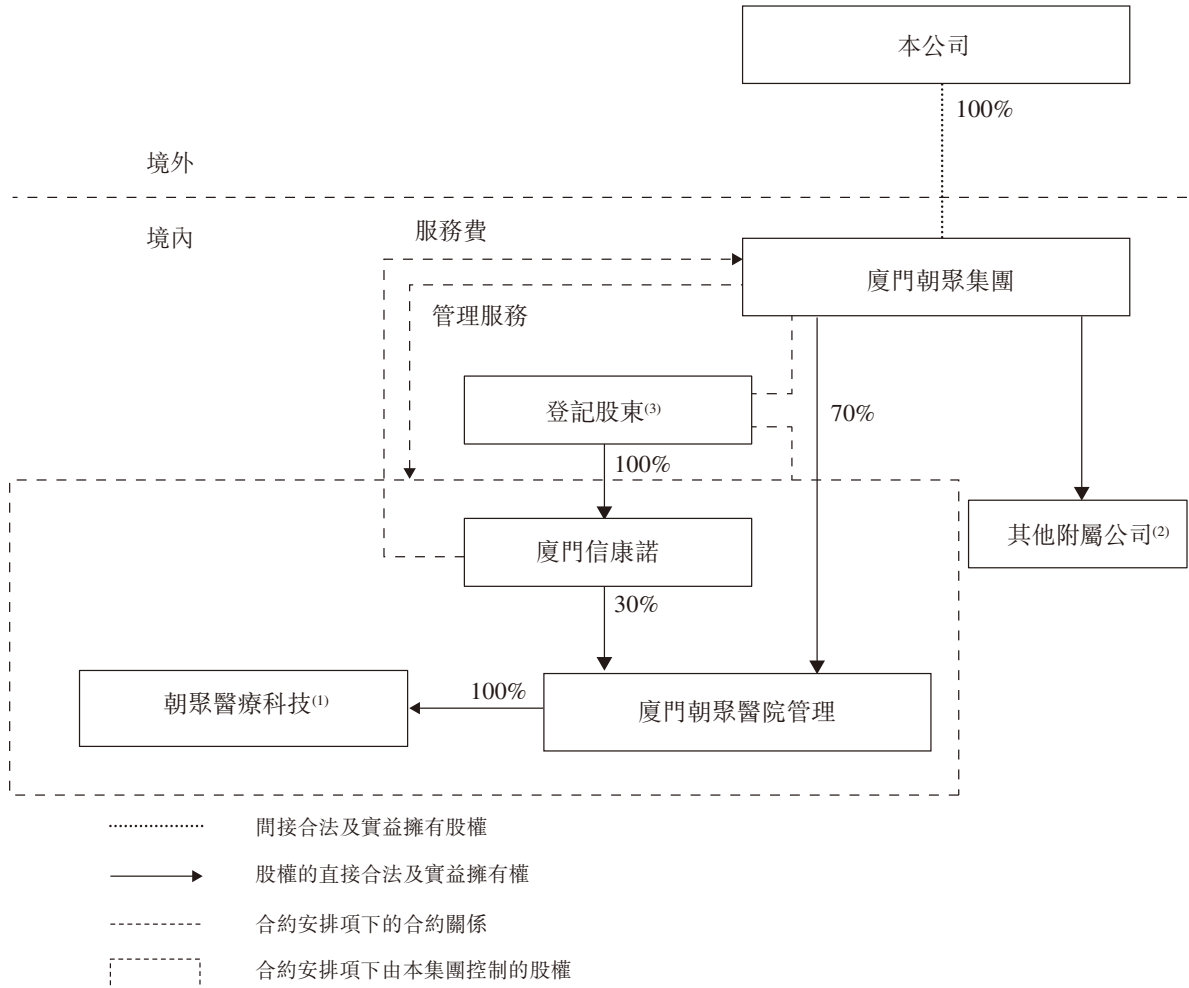 本公司
100%
境外
境內
服務費
廈門朝聚集團
管理服務
登記股東(3)
70%
100%
廈門信康諾
其他附屬公司(2)
30%
朝聚醫療科技(1)
100%
廈門朝聚醫院管理
間接合法及實益擁有股權
股權的直接合法及實益擁有權
合約安排項下的合約關係
合約安排項下由本集團控制的股權